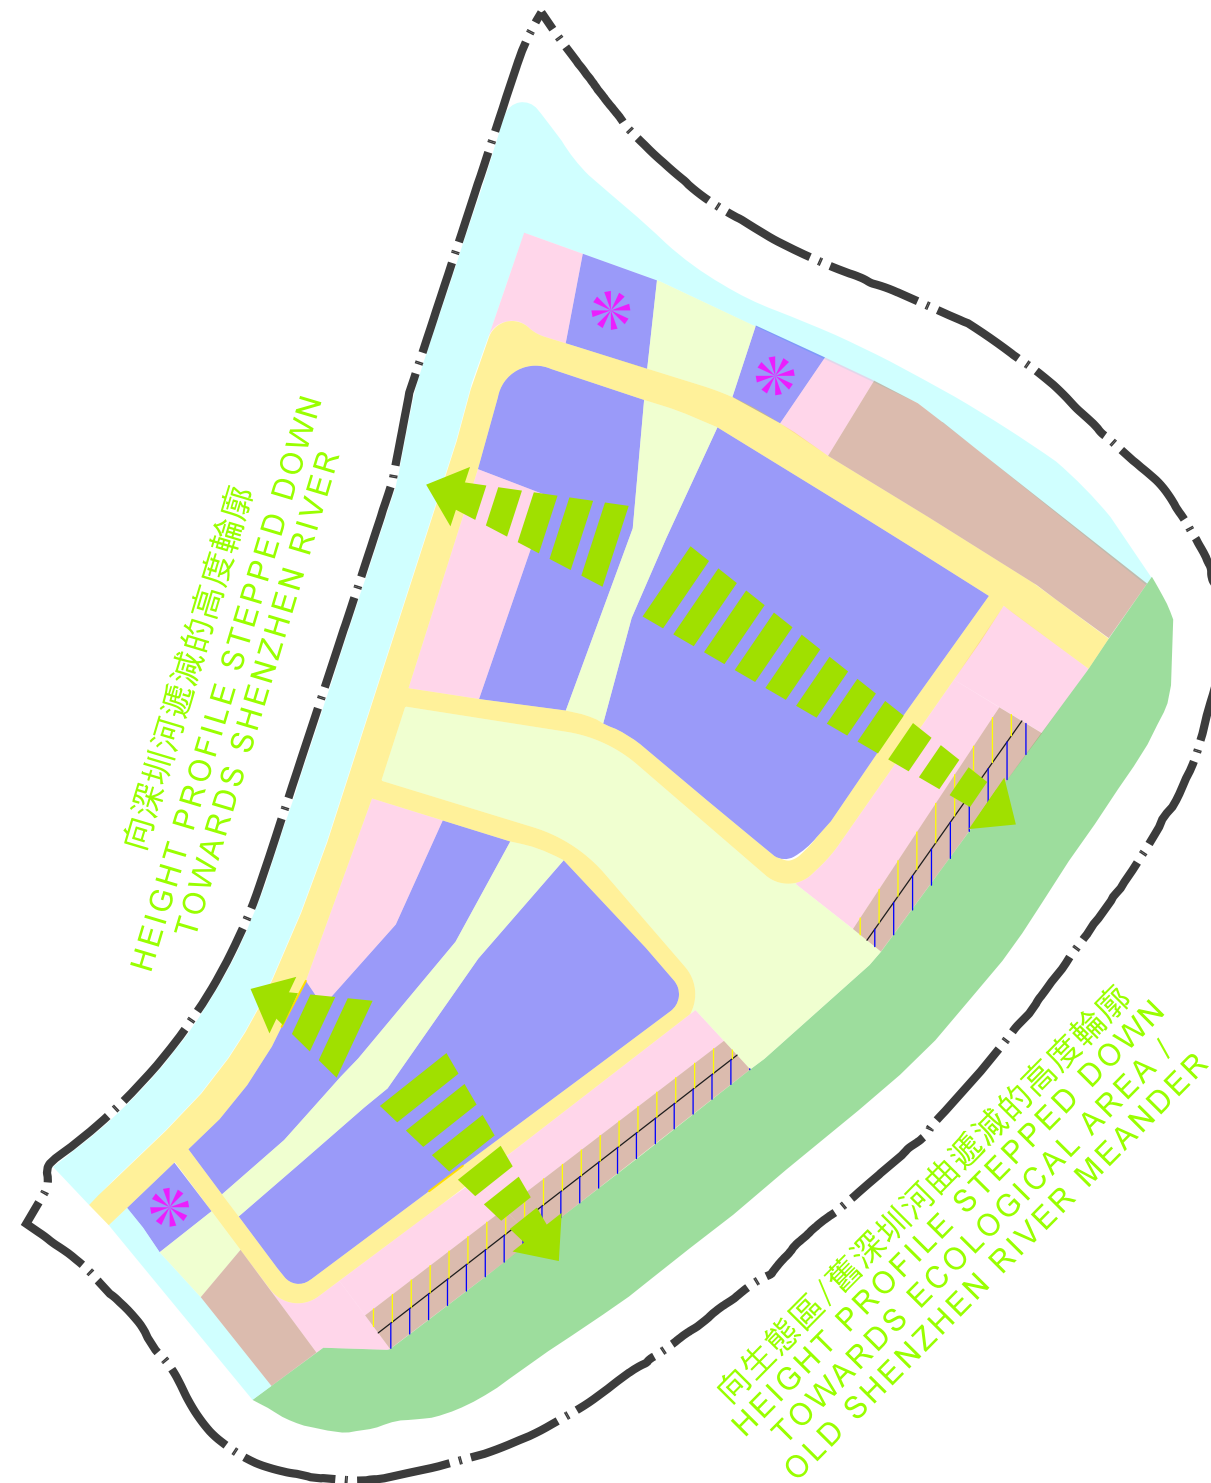 向深圳河遞減的高度輪廓
HEIGHT PROFILE STEPPED DOWN
TOWARDS SHENZHEN RIVER
向生態區/舊深圳河曲遞減的高度輪廓
HEIGHT PROFILE STEPPED DOWN
TOWARDS ECOLOGICAL AREA /
OLD SHENZHEN RIVER MEANDER